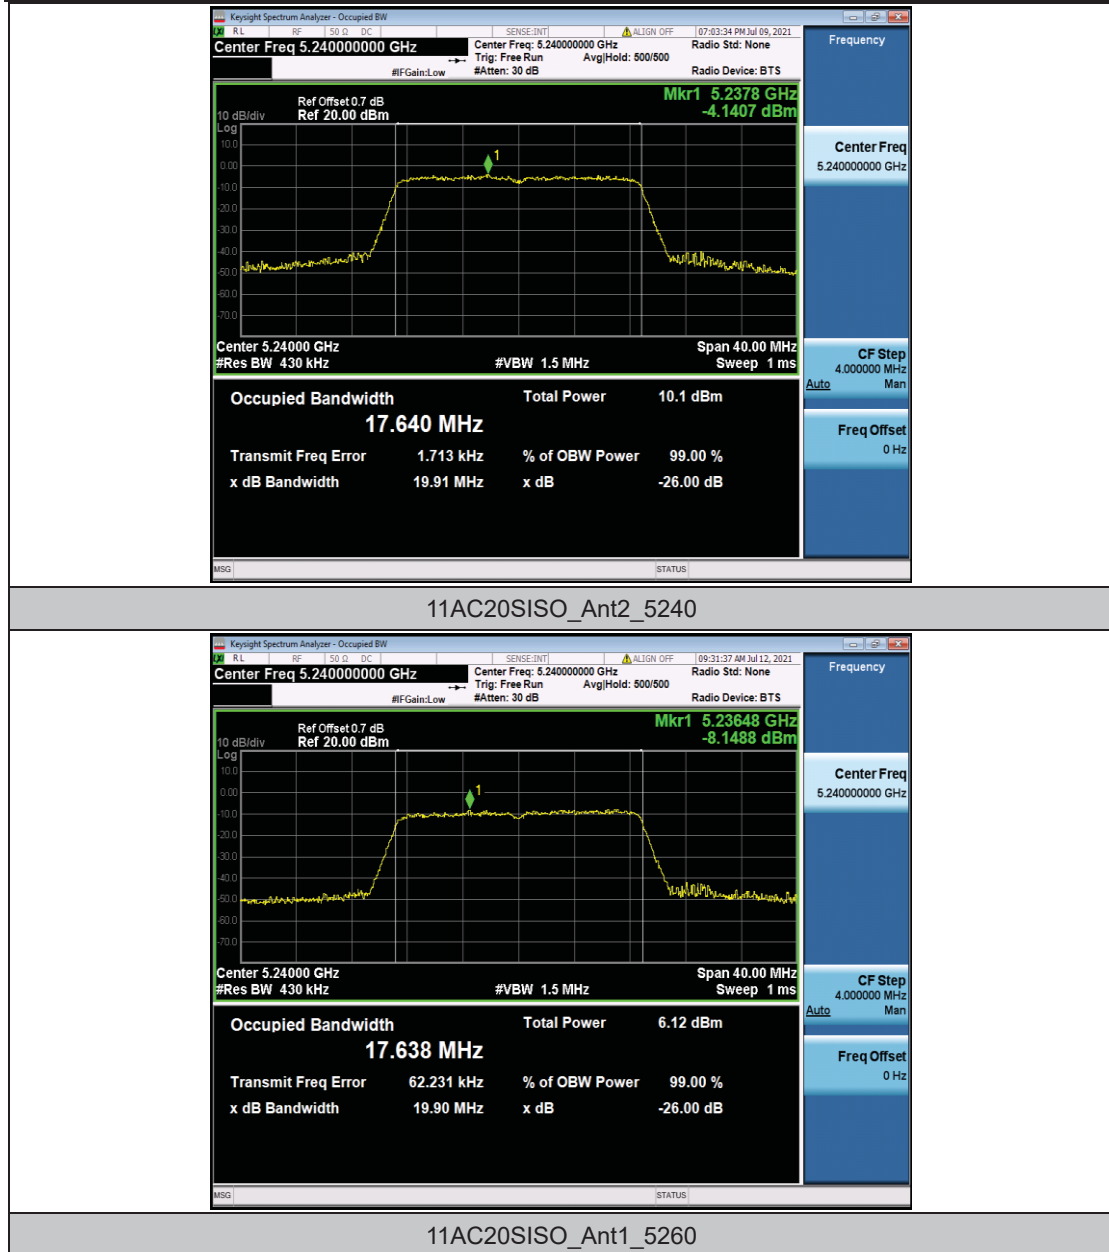 Keysight Spectrum Analyzer - Occupied BW
RL RF 50 Ω DC SENSE:INT ALIGN OFF 07:03:34 PM Jul 09, 2021
Center Freq 5.240000000 GHz
Center Freq: 5.240000000 GHz Radio Std: None
Trig: Free Run Avg|Hold: 500/500
#IFGain:Low #Atten: 30 dB Radio Device: BTS
Frequency
Mkr1 5.2378 GHz
-4.1407 dBm
Ref Offset 0.7 dB
10 dB/div Ref 20.00 dBm
Log
10.0
0.00
-10.0
-20.0
-30.0
-40.0
-50.0
-60.0
-70.0
1
Center Freq
5.240000000 GHz
Center 5.24000 GHz Span 40.00 MHz
#Res BW 430 kHz #VBW 1.5 MHz Sweep 1 ms
CF Step
4.000000 MHz
Auto Man
Occupied Bandwidth Total Power 10.1 dBm
17.640 MHz
Transmit Freq Error 1.713 kHz % of OBW Power 99.00 %
x dB Bandwidth 19.91 MHz x dB -26.00 dB
Freq Offset
0 Hz
MSG STATUS
11AC20SISO_Ant2_5240
Keysight Spectrum Analyzer - Occupied BW
RL RF 50 Ω DC SENSE:INT ALIGN OFF 09:31:37 AM Jul 12, 2021
Center Freq 5.240000000 GHz
Center Freq: 5.240000000 GHz Radio Std: None
Trig: Free Run Avg|Hold: 500/500
#IFGain:Low #Atten: 30 dB Radio Device: BTS
Frequency
Mkr1 5.23648 GHz
-8.1488 dBm
Ref Offset 0.7 dB
10 dB/div Ref 20.00 dBm
Log
10.0
0.00
-10.0
-20.0
-30.0
-40.0
-50.0
-60.0
-70.0
1
Center Freq
5.240000000 GHz
Center 5.24000 GHz Span 40.00 MHz
#Res BW 430 kHz #VBW 1.5 MHz Sweep 1 ms
CF Step
4.000000 MHz
Auto Man
Occupied Bandwidth Total Power 6.12 dBm
17.638 MHz
Transmit Freq Error 62.231 kHz % of OBW Power 99.00 %
x dB Bandwidth 19.90 MHz x dB -26.00 dB
Freq Offset
0 Hz
MSG STATUS
11AC20SISO_Ant1_5260